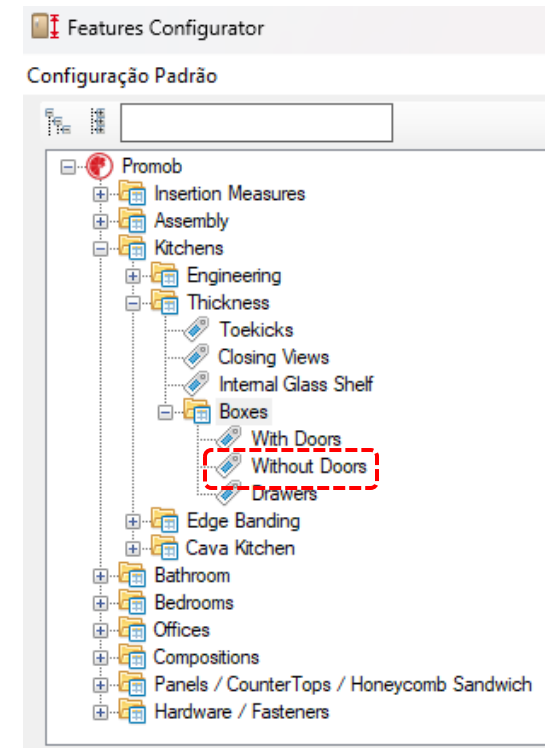 Features Configurator
Configuração Padrão
Promob
Insertion Measures
Assembly
Kitchens
Engineering
Thickness
Toekicks
Closing Views
Internal Glass Shelf
Boxes
With Doors
Without Doors
Drawers
Edge Banding
Cava Kitchen
Bathroom
Bedrooms
Offices
Compositions
Panels / CounterTops / Honeycomb Sandwich
Hardware / Fasteners